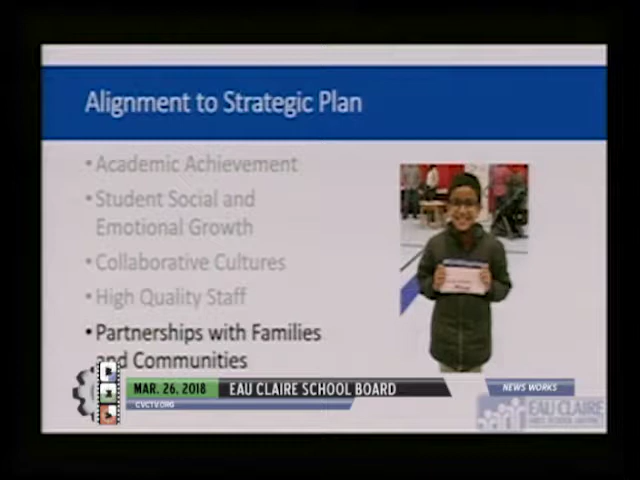 Alignment to Strategic Plan
• Academic Achievement
• Student Social and
Emotional Growth
• Collaborative Cultures
• High Quality Staff
• Partnerships with Families
and Communities
MAR. 26, 2018
EAU CLAIRE SCHOOL BOARD
NEWS WORKS
CVCTV.ORG
EAU CLAIRE